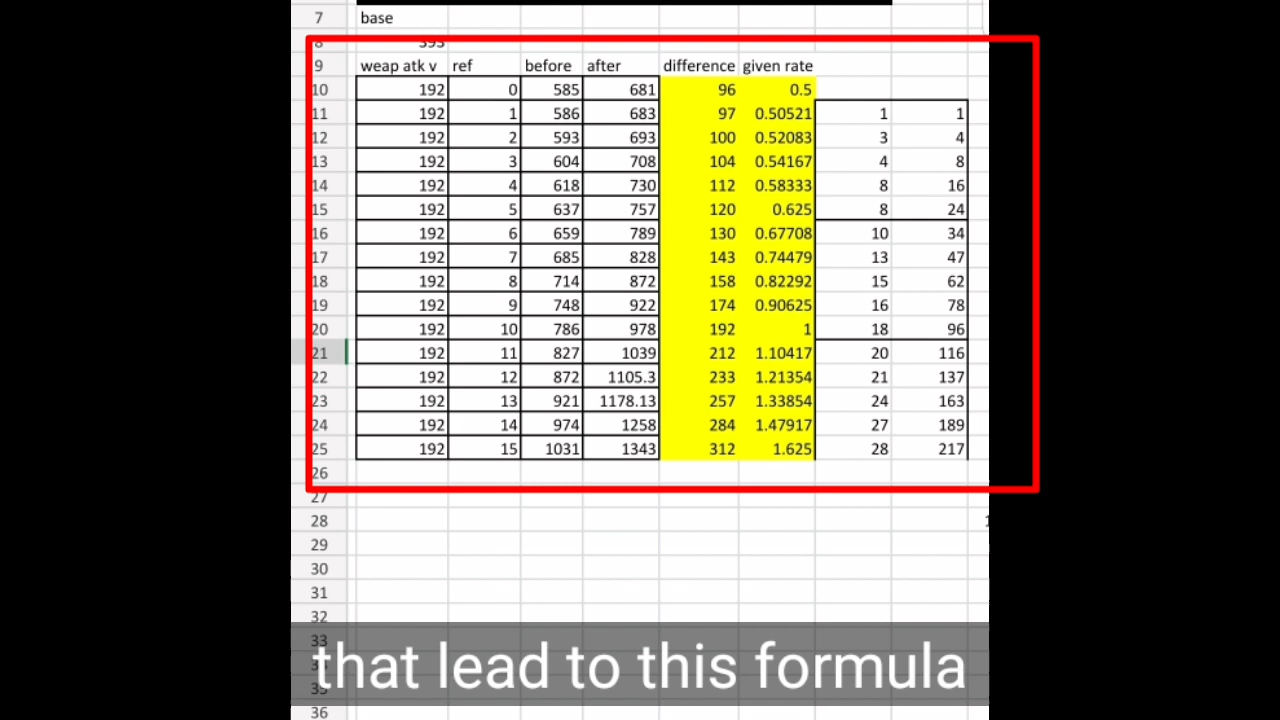 7 base
8 393
9 weap atk v ref before after difference given rate
10 192 0 585 681 96 0.5
11 192 1 586 683 97 0.50521 1 1
12 192 2 593 693 100 0.52083 3 4
13 192 3 604 708 104 0.54167 4 8
14 192 4 618 730 112 0.58333 8 16
15 192 5 637 757 120 0.625 8 24
16 192 6 659 789 130 0.67708 10 34
17 192 7 685 828 143 0.74479 13 47
18 192 8 714 872 158 0.82292 15 62
19 192 9 748 922 174 0.90625 16 78
20 192 10 786 978 192 1 18 96
21 192 11 827 1039 212 1.10417 20 116
22 192 12 872 1105.3 233 1.21354 21 137
23 192 13 921 1178.13 257 1.33854 24 163
24 192 14 974 1258 284 1.47917 27 189
25 192 15 1031 1343 312 1.625 28 217
26
27
28
29
30
31
32
33
that lead to this formula
36